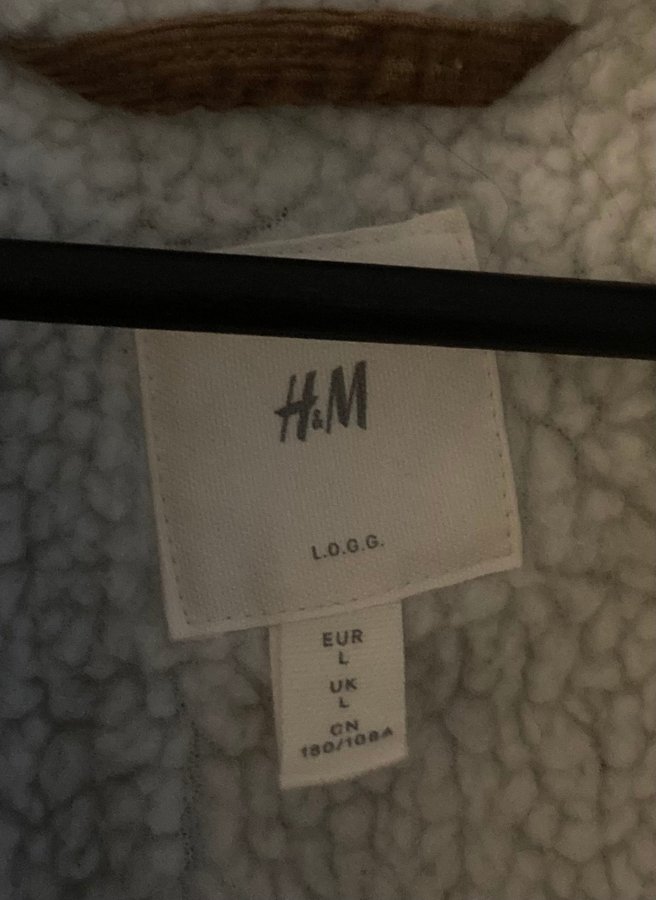 H&M
L.O.G.G.
EUR
L
UK
L
CN
180/108A